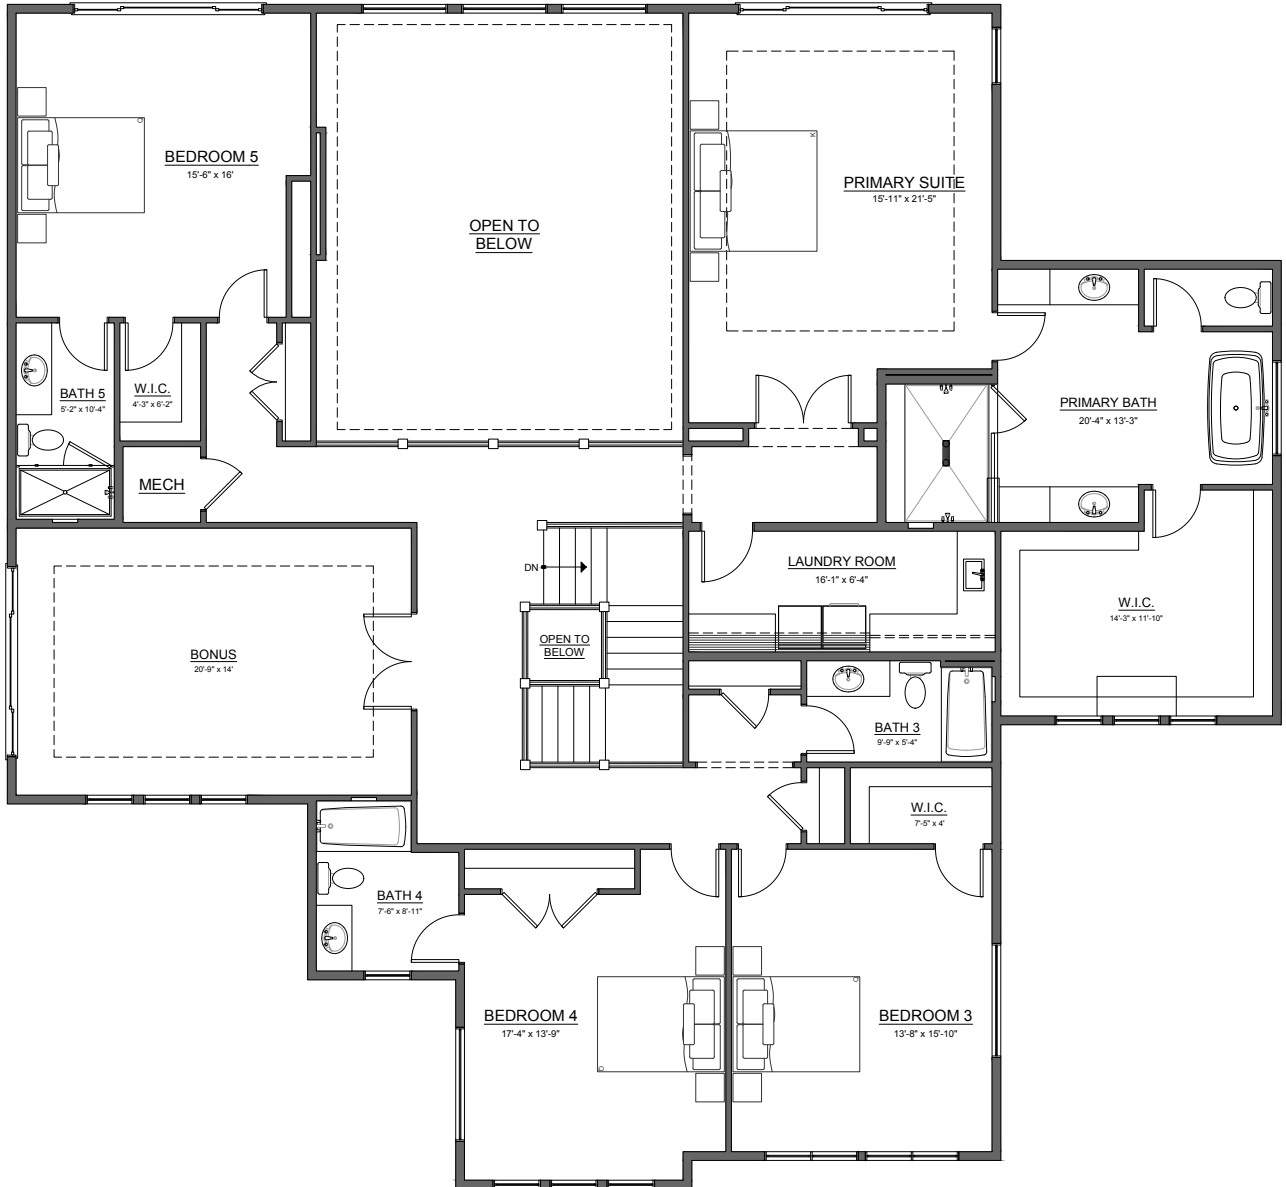 BEDROOM 5
15'-6" x 16'
OPEN TO
BELOW
PRIMARY SUITE
15'-11" x 21'-5"
K
Q
BATH 5
5'-2" x 10'-4"
W.I.C.
4'-3" x 6'-2"
PRIMARY BATH
20'-4" x 13'-3"
MECH
DN
LAUNDRY ROOM
16'-1" x 6'-4"
W.I.C.
14'-3" x 11'-10"
OPEN TO
BELOW
BONUS
20'-9" x 14'
BATH 3
9'-9" x 5'-4"
W.I.C.
7'-5" x 4'
BATH 4
7'-6" x 8'-11"
BEDROOM 4
17'-4" x 13'-9"
Q
BEDROOM 3
13'-8" x 15'-10"
Q